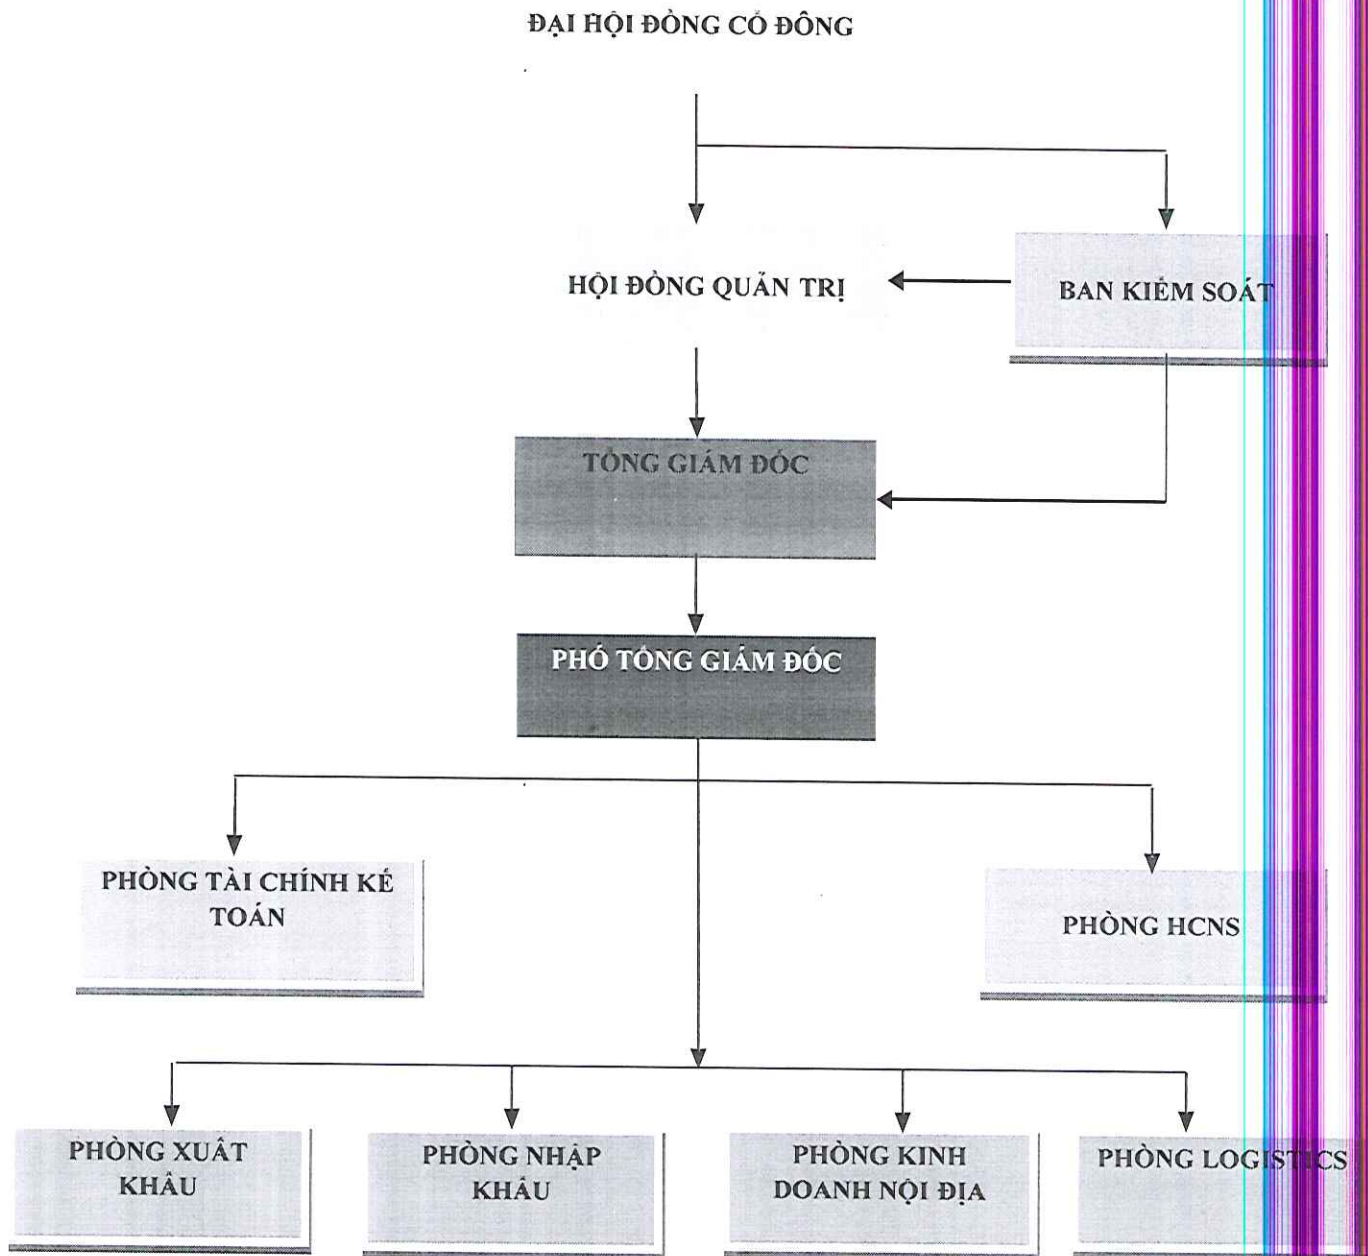 ĐẠI HỘI ĐỒNG CỔ ĐÔNG
HỘI ĐỒNG QUẢN TRỊ
BAN KIỂM SOÁT
TỔNG GIÁM ĐỐC
PHÓ TỔNG GIÁM ĐỐC
PHÒNG TÀI CHÍNH KẾ
TOÁN
PHÒNG HCNS
PHÒNG XUẤT
KHẨU
PHÒNG NHẬP
KHẨU
PHÒNG KINH
DOANH NỘI ĐỊA
PHÒNG LOGISTICS